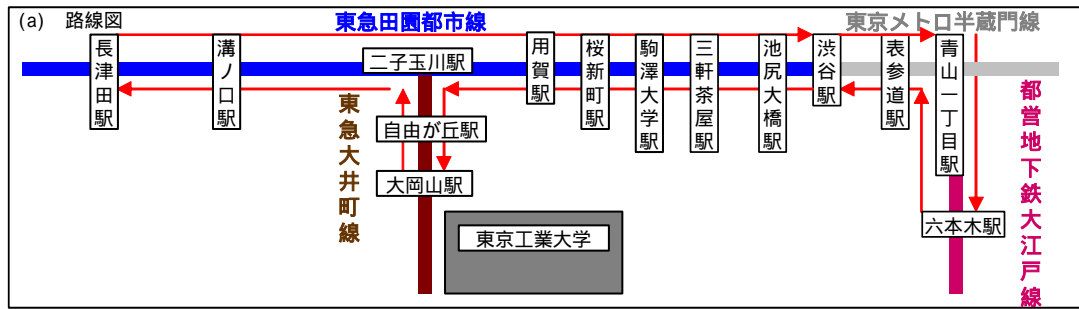 (a) 路線図
東急田園都市線
東京メトロ半蔵門線
長津田駅
溝ノ口駅
二子玉川駅
用賀駅
桜新町駅
駒澤大学駅
三軒茶屋駅
池尻大橋駅
渋谷駅
表参道駅
青山一丁目駅
都営地下鉄大江戸線
東急大井町線
自由が丘駅
大岡山駅
東京工業大学
六本木駅